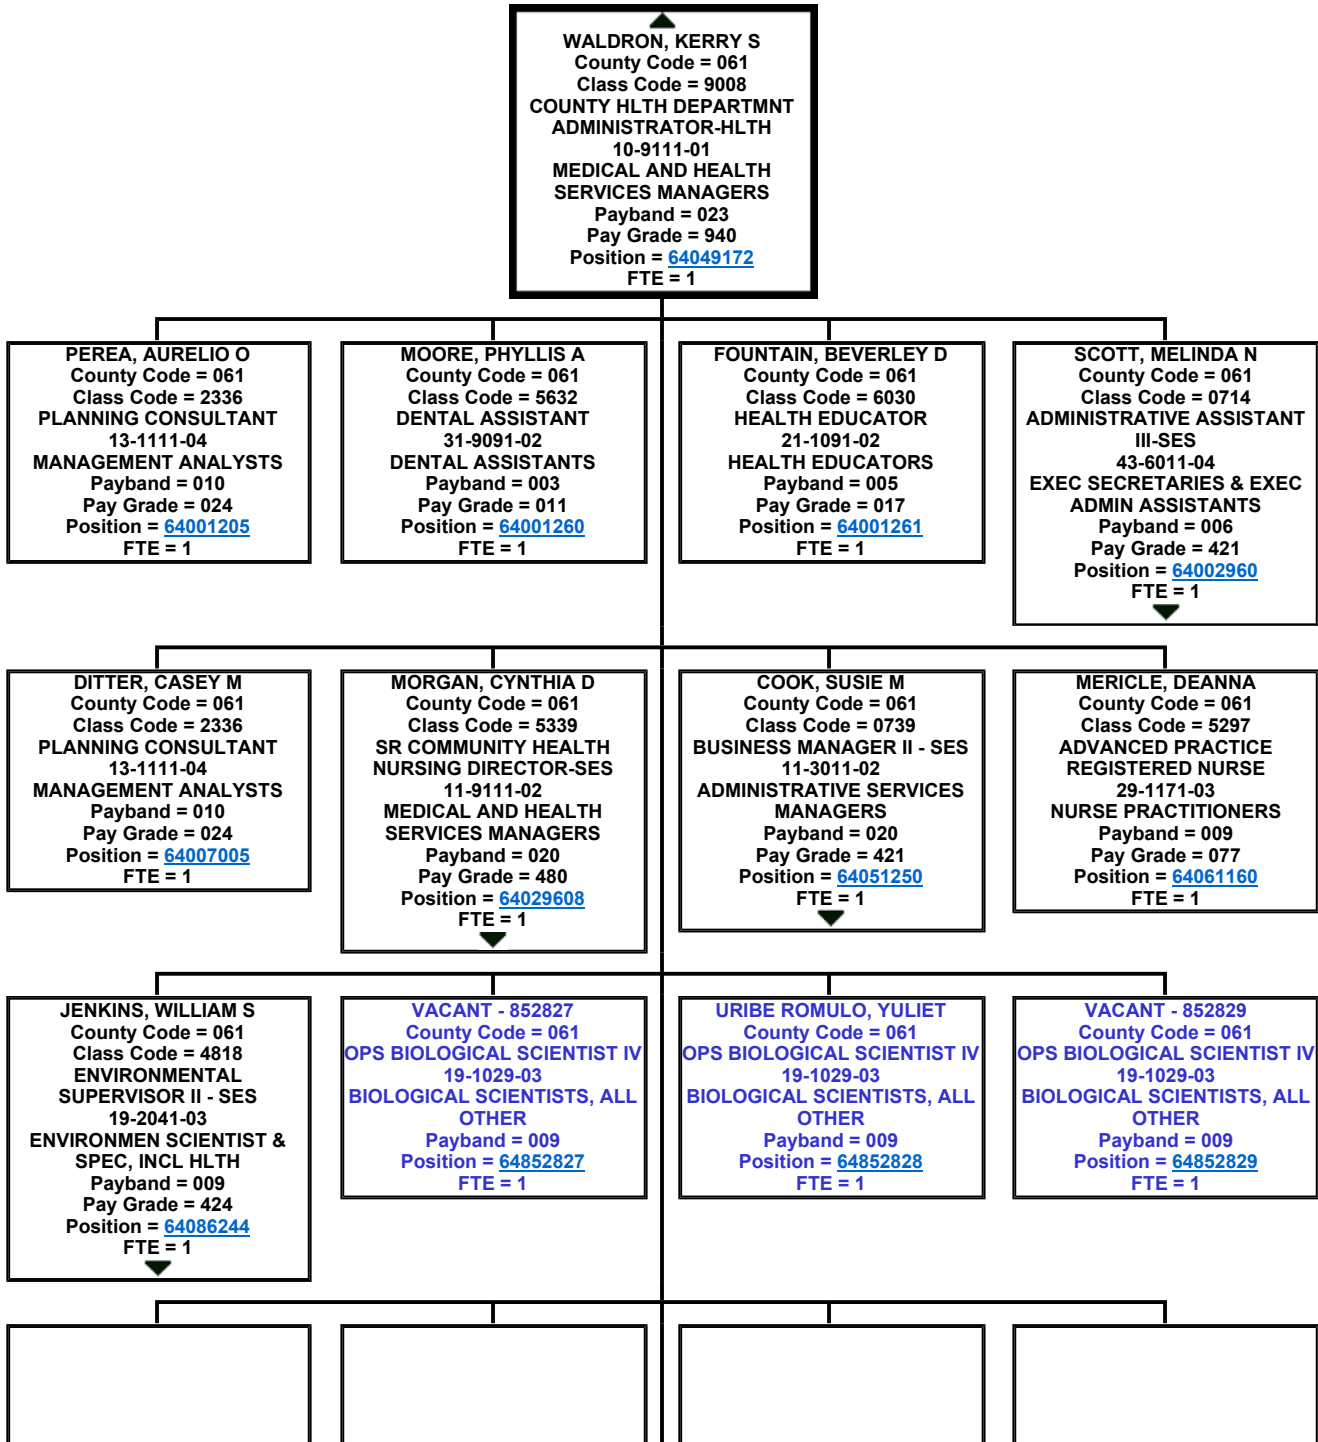 WALDRON, KERRY S
County Code = 061
Class Code = 9008
COUNTY HLTH DEPARTMNT
ADMINISTRATOR-HLTH
10-9111-01
MEDICAL AND HEALTH
SERVICES MANAGERS
Payband = 023
Pay Grade = 940
Position = 64049172
FTE = 1
PEREA, AURELIO O
County Code = 061
Class Code = 2336
PLANNING CONSULTANT
13-1111-04
MANAGEMENT ANALYSTS
Payband = 010
Pay Grade = 024
Position = 64001205
FTE = 1
MOORE, PHYLLIS A
County Code = 061
Class Code = 5632
DENTAL ASSISTANT
31-9091-02
DENTAL ASSISTANTS
Payband = 003
Pay Grade = 011
Position = 64001260
FTE = 1
FOUNTAIN, BEVERLEY D
County Code = 061
Class Code = 6030
HEALTH EDUCATOR
21-1091-02
HEALTH EDUCATORS
Payband = 005
Pay Grade = 017
Position = 64001261
FTE = 1
SCOTT, MELINDA N
County Code = 061
Class Code = 0714
ADMINISTRATIVE ASSISTANT
III-SES
43-6011-04
EXEC SECRETARIES & EXEC
ADMIN ASSISTANTS
Payband = 006
Pay Grade = 421
Position = 64002960
FTE = 1
DITTER, CASEY M
County Code = 061
Class Code = 2336
PLANNING CONSULTANT
13-1111-04
MANAGEMENT ANALYSTS
Payband = 010
Pay Grade = 024
Position = 64007005
FTE = 1
MORGAN, CYNTHIA D
County Code = 061
Class Code = 5339
SR COMMUNITY HEALTH
NURSING DIRECTOR-SES
11-9111-02
MEDICAL AND HEALTH
SERVICES MANAGERS
Payband = 020
Pay Grade = 480
Position = 64029608
FTE = 1
COOK, SUSIE M
County Code = 061
Class Code = 0739
BUSINESS MANAGER II - SES
11-3011-02
ADMINISTRATIVE SERVICES
MANAGERS
Payband = 020
Pay Grade = 421
Position = 64051250
FTE = 1
MERICLE, DEANNA
County Code = 061
Class Code = 5297
ADVANCED PRACTICE
REGISTERED NURSE
29-1171-03
NURSE PRACTITIONERS
Payband = 009
Pay Grade = 077
Position = 64061160
FTE = 1
JENKINS, WILLIAM S
County Code = 061
Class Code = 4818
ENVIRONMENTAL
SUPERVISOR II - SES
19-2041-03
ENVIRONMEN SCIENTIST &
SPEC, INCL HLTH
Payband = 009
Pay Grade = 424
Position = 64086244
FTE = 1
VACANT - 852827
County Code = 061
OPS BIOLOGICAL SCIENTIST IV
19-1029-03
BIOLOGICAL SCIENTISTS, ALL
OTHER
Payband = 009
Position = 64852827
FTE = 1
URIBE ROMULO, YULIET
County Code = 061
OPS BIOLOGICAL SCIENTIST IV
19-1029-03
BIOLOGICAL SCIENTISTS, ALL
OTHER
Payband = 009
Position = 64852828
FTE = 1
VACANT - 852829
County Code = 061
OPS BIOLOGICAL SCIENTIST IV
19-1029-03
BIOLOGICAL SCIENTISTS, ALL
OTHER
Payband = 009
Position = 64852829
FTE = 1